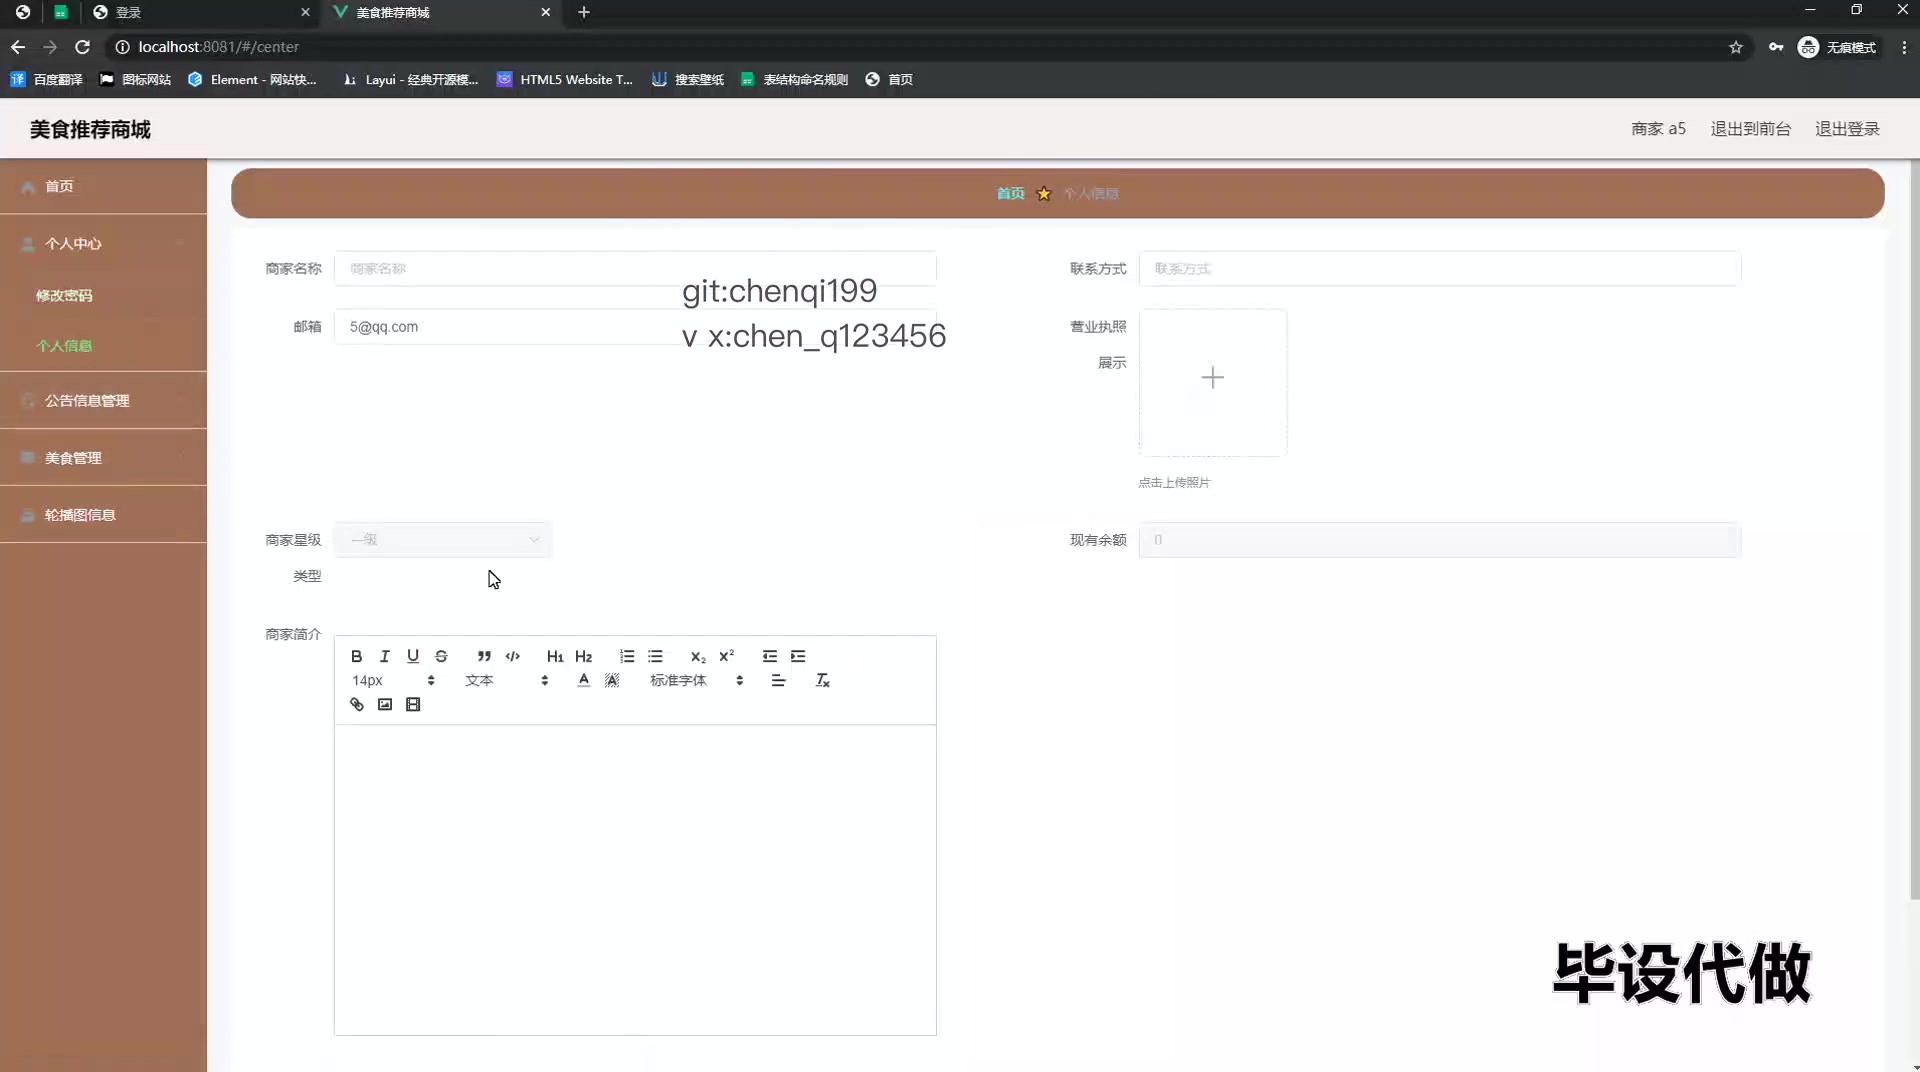 登录
美食推荐商城
localhost:8081/#/center
无痕模式
百度翻译
图标网站
Element - 网站快...
Layui - 经典开源模...
HTML5 Website T...
搜索壁纸
表结构命名规则
首页
美食推荐商城
商家 a5
退出到前台
退出登录
首页
个人中心
修改密码
个人信息
公告信息管理
美食管理
轮播图信息
首页
个人信息
商家名称
商家名称
联系方式
联系方式
git:chenqi199
邮箱
5@qq.com
v x:chen_q123456
营业执照
展示
点击上传照片
商家星级
一级
类型
现有余额
0
商家简介
B I U S H1 H2 X2 X2
14px
文本
A
标准字体
毕设代做